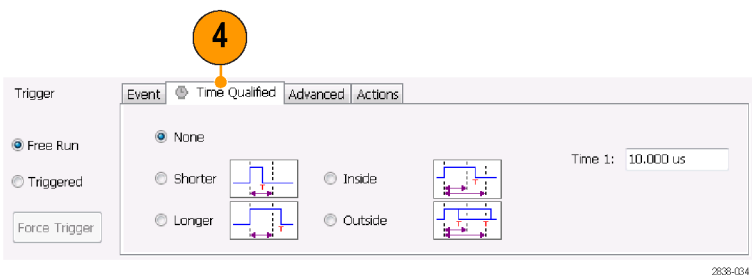 4
Trigger
Event Time Qualified Advanced Actions
Free Run
Triggered
Force Trigger
None
Shorter
T
Inside
T
Longer
T
Outside
T T
Time 1: 10.000 us
2838-034